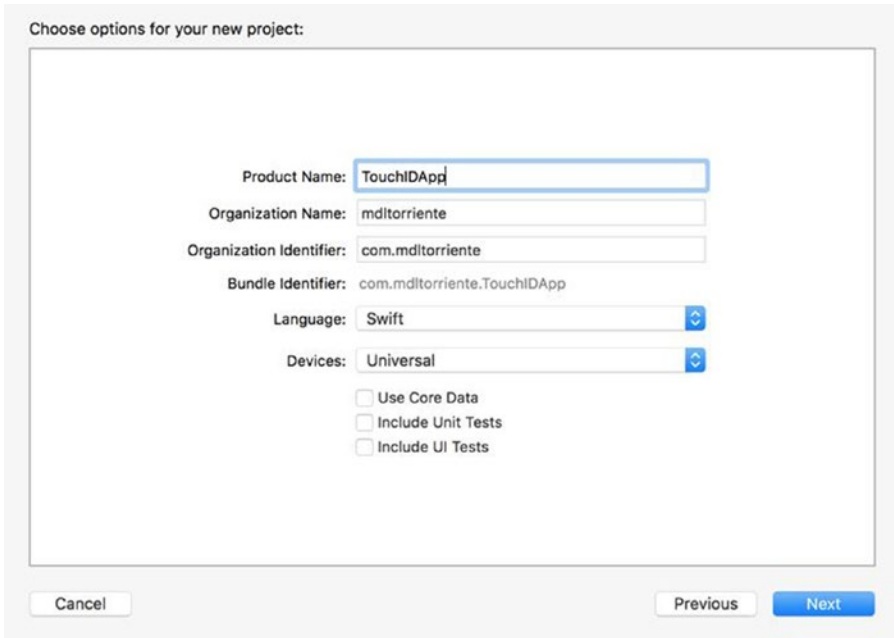 Choose options for your new project:
Product Name: TouchIDApp
Organization Name: mdltorriente
Organization Identifier: com.mdltorriente
Bundle Identifier: com.mdltorriente.TouchIDApp
Language: Swift
Devices: Universal
Use Core Data
Include Unit Tests
Include UI Tests
Cancel Previous Next